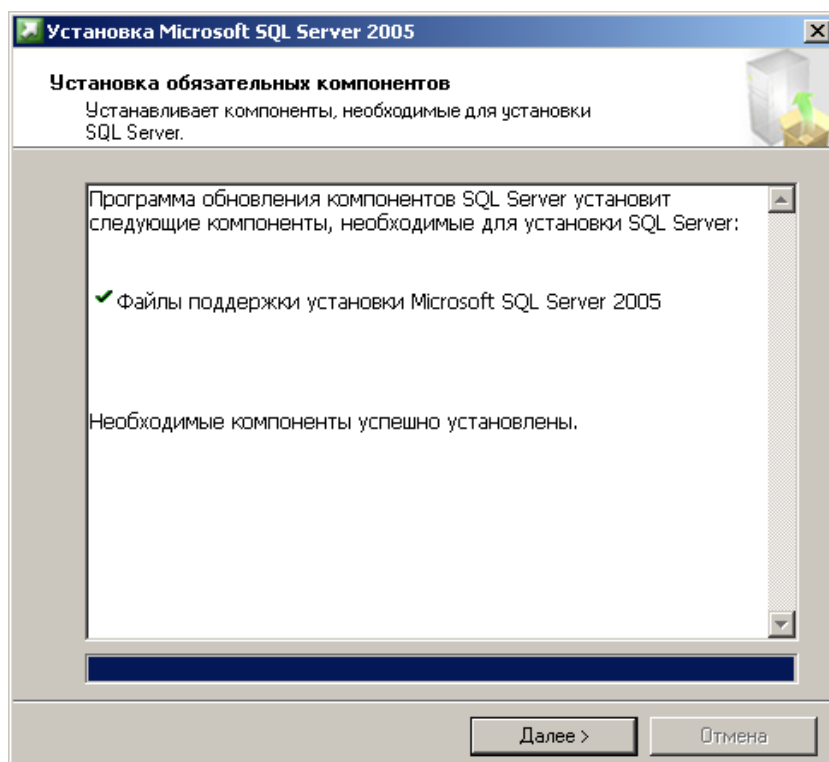 Установка Microsoft SQL Server 2005
Установка обязательных компонентов
Устанавливает компоненты, необходимые для установки
SQL Server.
Программа обновления компонентов SQL Server установит
следующие компоненты, необходимые для установки SQL Server:
Файлы поддержки установки Microsoft SQL Server 2005
Необходимые компоненты успешно установлены.
Далее >
Отмена